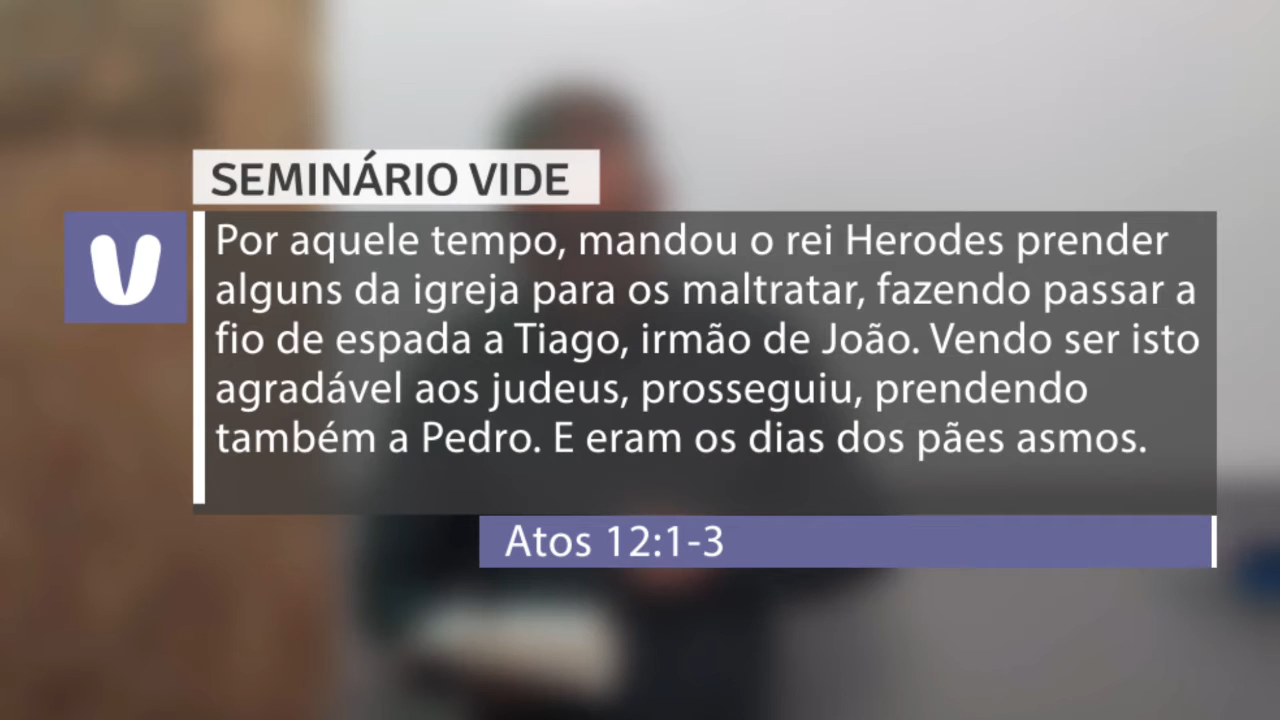 SEMINÁRIO VIDE
Por aquele tempo, mandou o rei Herodes prender
alguns da igreja para os maltratar, fazendo passar a
fio de espada a Tiago, irmão de João. Vendo ser isto
agradável aos judeus, prosseguiu, prendendo
também a Pedro. E eram os dias dos pães asmos.
Atos 12:1-3